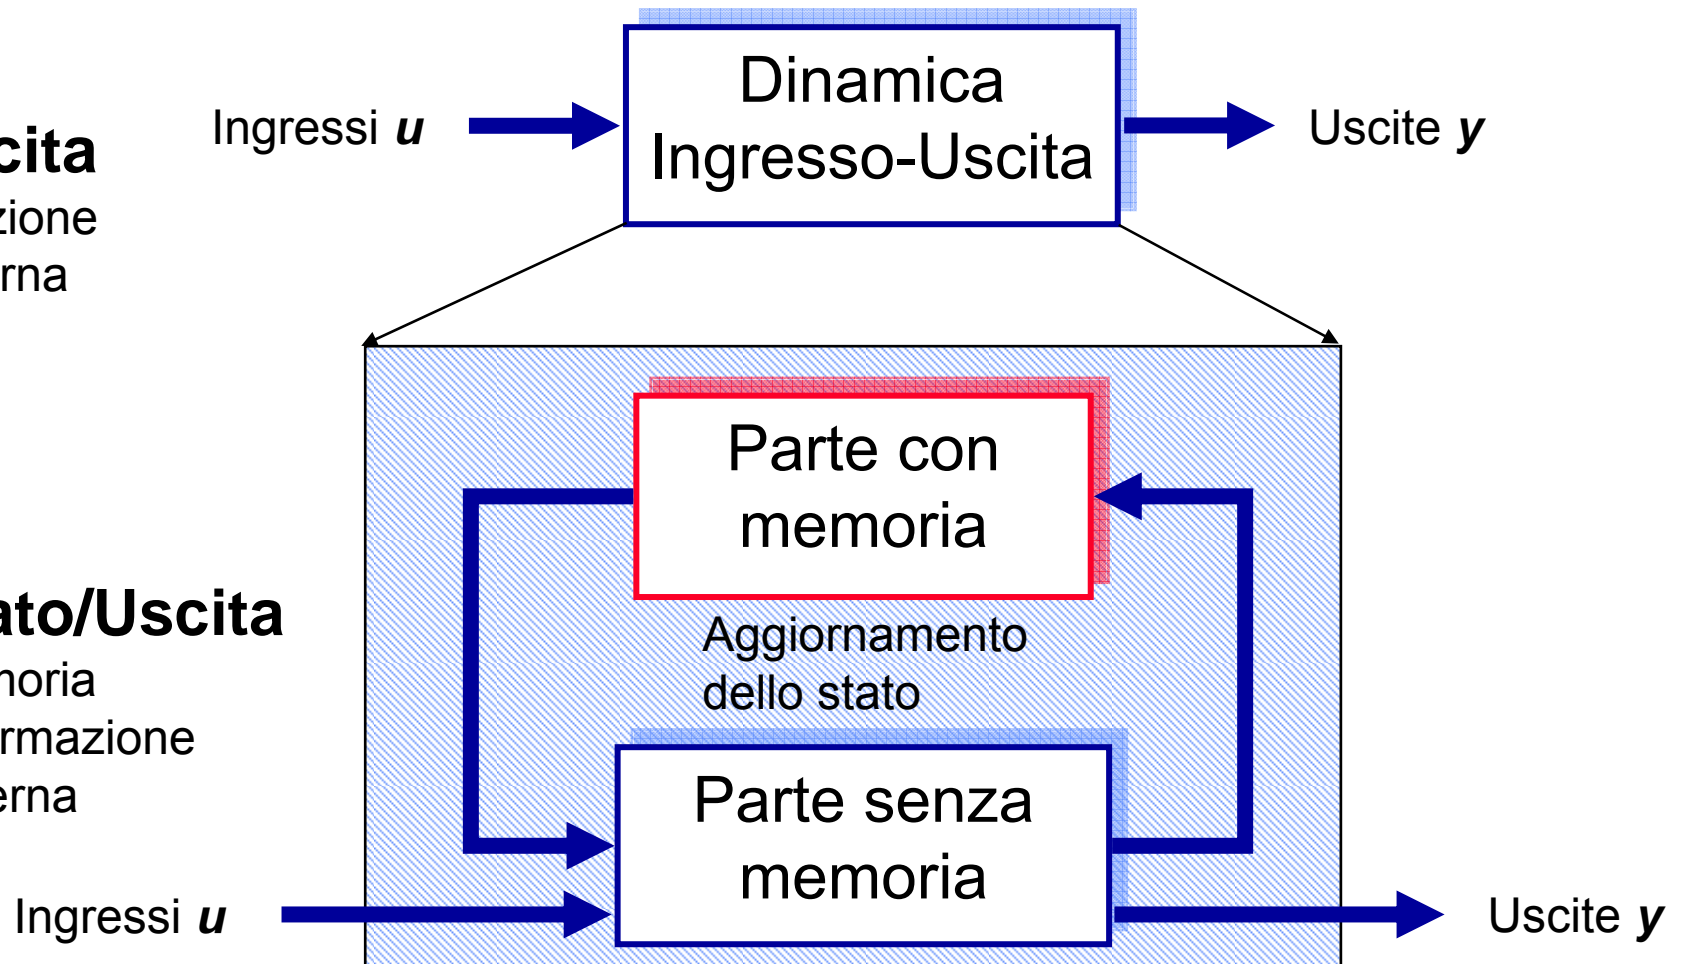 Dinamica
Ingressi u
Ingresso-Uscita
Uscite y
cita
zione
rna
Parte con
memoria
ato/Uscita
Aggiornamento
dello stato
moria
rmazione
erna
Parte senza
memoria
Ingressi u
Uscite y